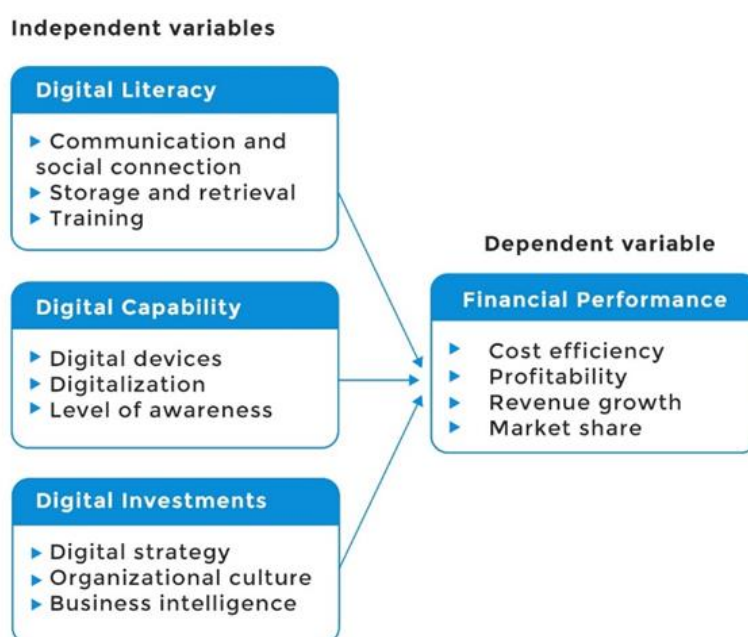 Independent variables
Digital Literacy
Communication and
social connection
Storage and retrieval
Training
Digital Capability
Digital devices
Digitalization
Level of awareness
Digital Investments
Digital strategy
Organizational culture
Business intelligence
Dependent variable
Financial Performance
Cost efficiency
Profitability
Revenue growth
Market share